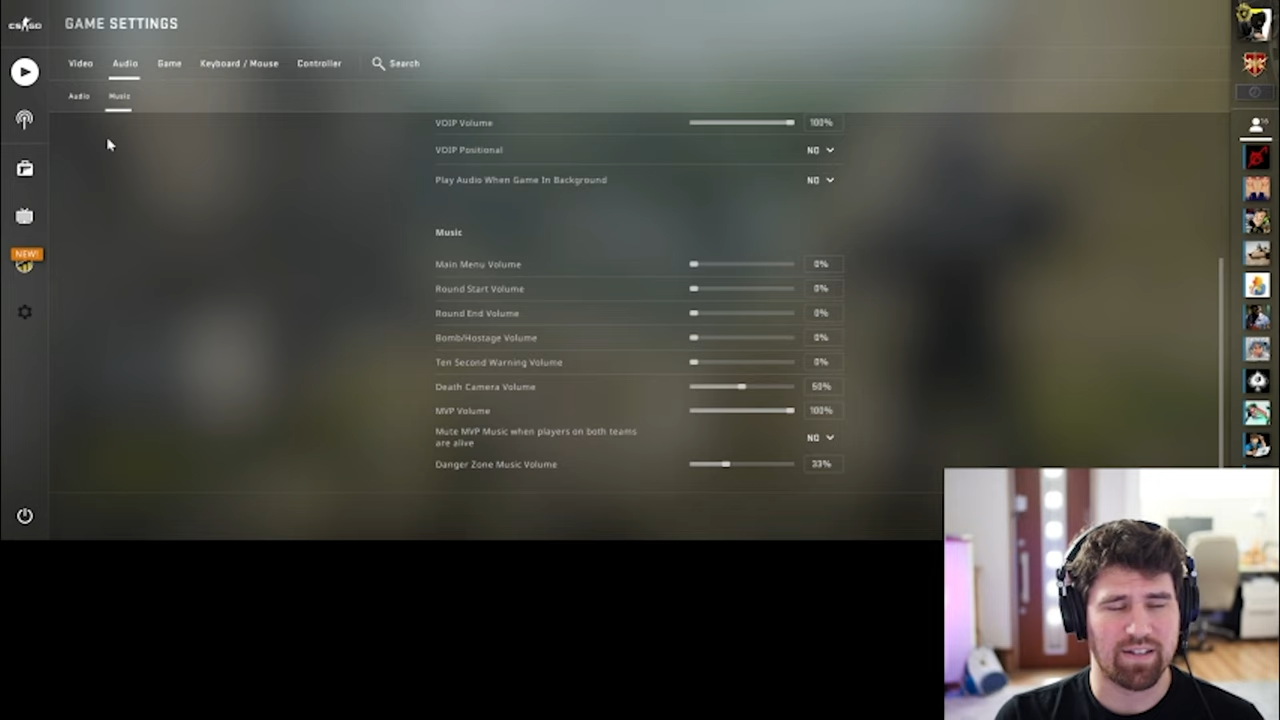 CS:GO
GAME SETTINGS
Video Audio Game Keyboard / Mouse Controller Search
Audio Music
VOIP Volume 100%
VOIP Positional NO
Play Audio When Game In Background NO
Music
Main Menu Volume 0%
Round Start Volume 0%
Round End Volume 0%
Bomb/Hostage Volume 0%
Ten Second Warning Volume 0%
Death Camera Volume 50%
MVP Volume 100%
Mute MVP Music when players on both teams
are alive NO
Danger Zone Music Volume 33%
NEW!